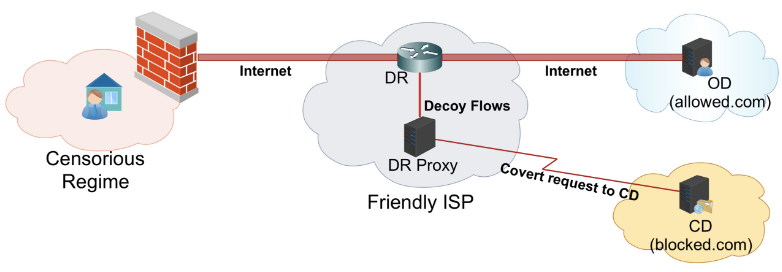 Internet
DR
Internet
OD
(allowed.com)
Decoy Flows
DR Proxy
Censorious
Regime
Covert request to CD
Friendly ISP
CD
(blocked.com)